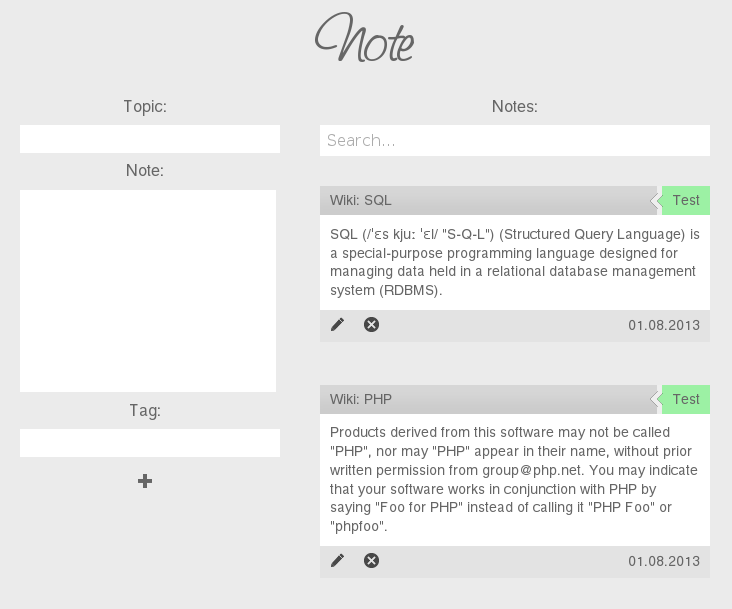 Note
Topic:
Note:
Tag:
Notes:
Search...
Wiki: SQL
Test
SQL (/ˈɛs kjuː ˈɛl/ "S-Q-L") (Structured Query Language) is
a special-purpose programming language designed for
managing data held in a relational database management
system (RDBMS).
01.08.2013
Wiki: PHP
Test
Products derived from this software may not be called
"PHP", nor may "PHP" appear in their name, without prior
written permission from group@php.net. You may indicate
that your software works in conjunction with PHP by
saying "Foo for PHP" instead of calling it "PHP Foo" or
"phpfoo".
01.08.2013